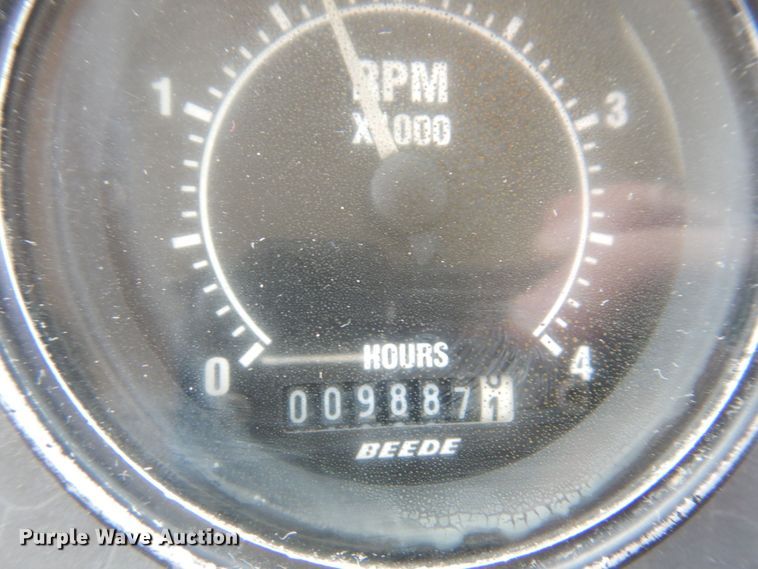 1
3
RPM
X1000
0
HOURS
4
0098871
BEEDE
Purple Wave Auction